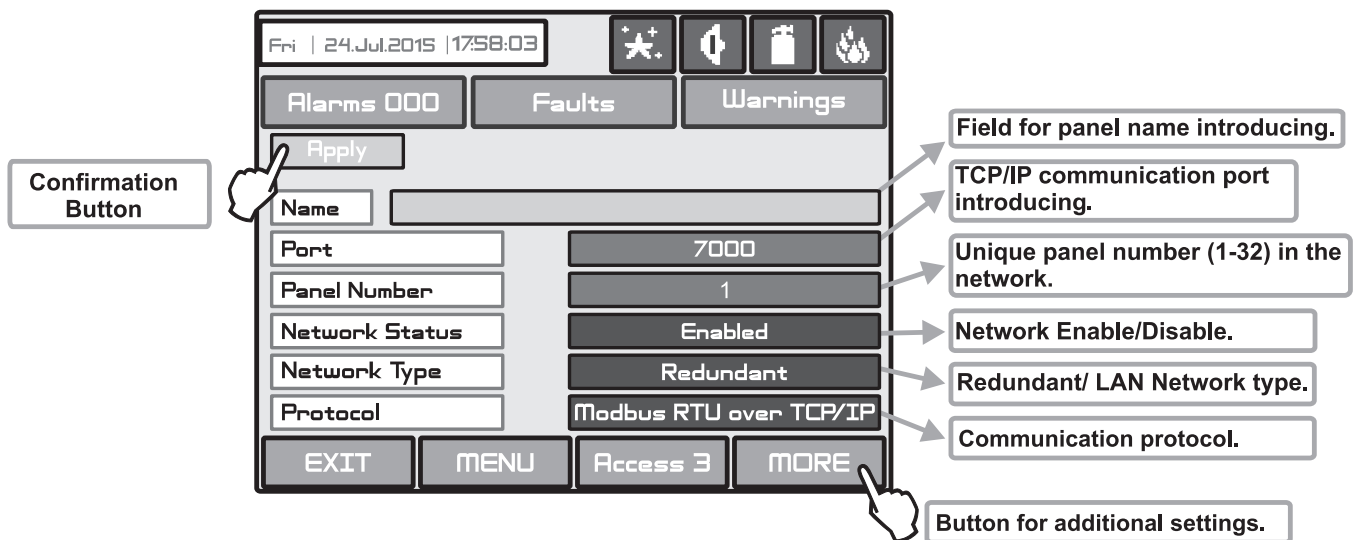 Fri | 24.Jul.2015 | 17:58:03
Alarms 000 Faults Warnings
Apply
Confirmation
Button
Name
Port 7000
Panel Number 1
Network Status Enabled
Network Type Redundant
Protocol Modbus RTU over TCP/IP
EXIT MENU Access 3 MORE
Field for panel name introducing.
TCP/IP communication port
introducing.
Unique panel number (1-32) in the
network.
Network Enable/Disable.
Redundant/ LAN Network type.
Communication protocol.
Button for additional settings.